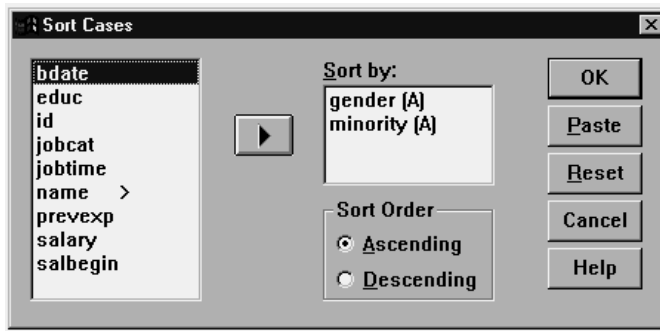 Sort Cases
bdate
educ
id
jobcat
jobtime
name >
prevexp
salary
salbegin
Sort by:
gender (A)
minority (A)
Sort Order
Ascending
Descending
OK
Paste
Reset
Cancel
Help